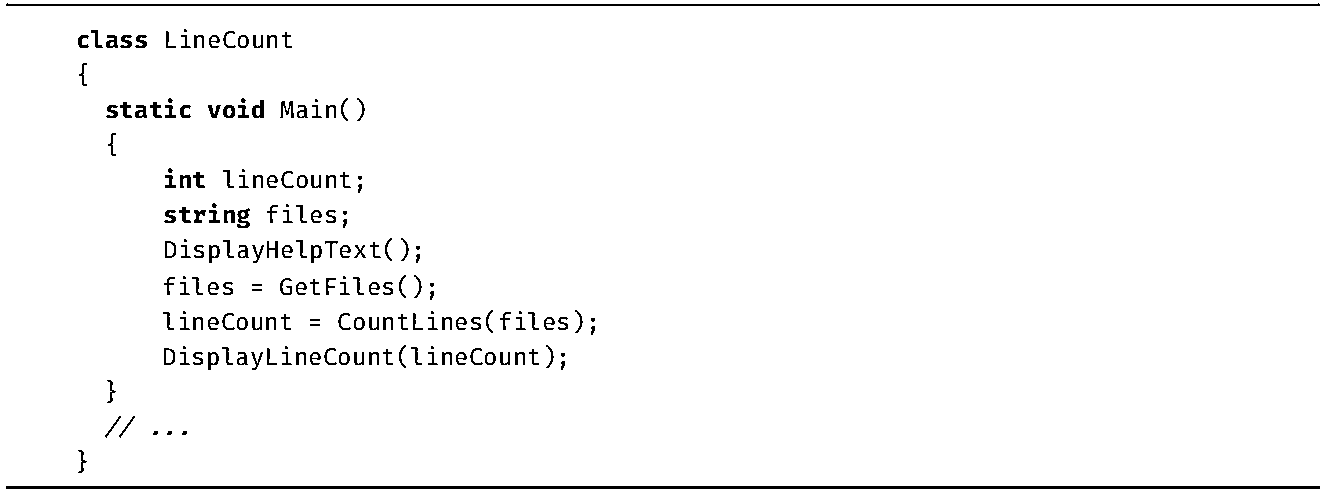 class LineCount
{
  static void Main()
  {
      int lineCount;
      string files;
      DisplayHelpText();
      files = GetFiles();
      lineCount = CountLines(files);
      DisplayLineCount(lineCount);
  }
  // ...
}